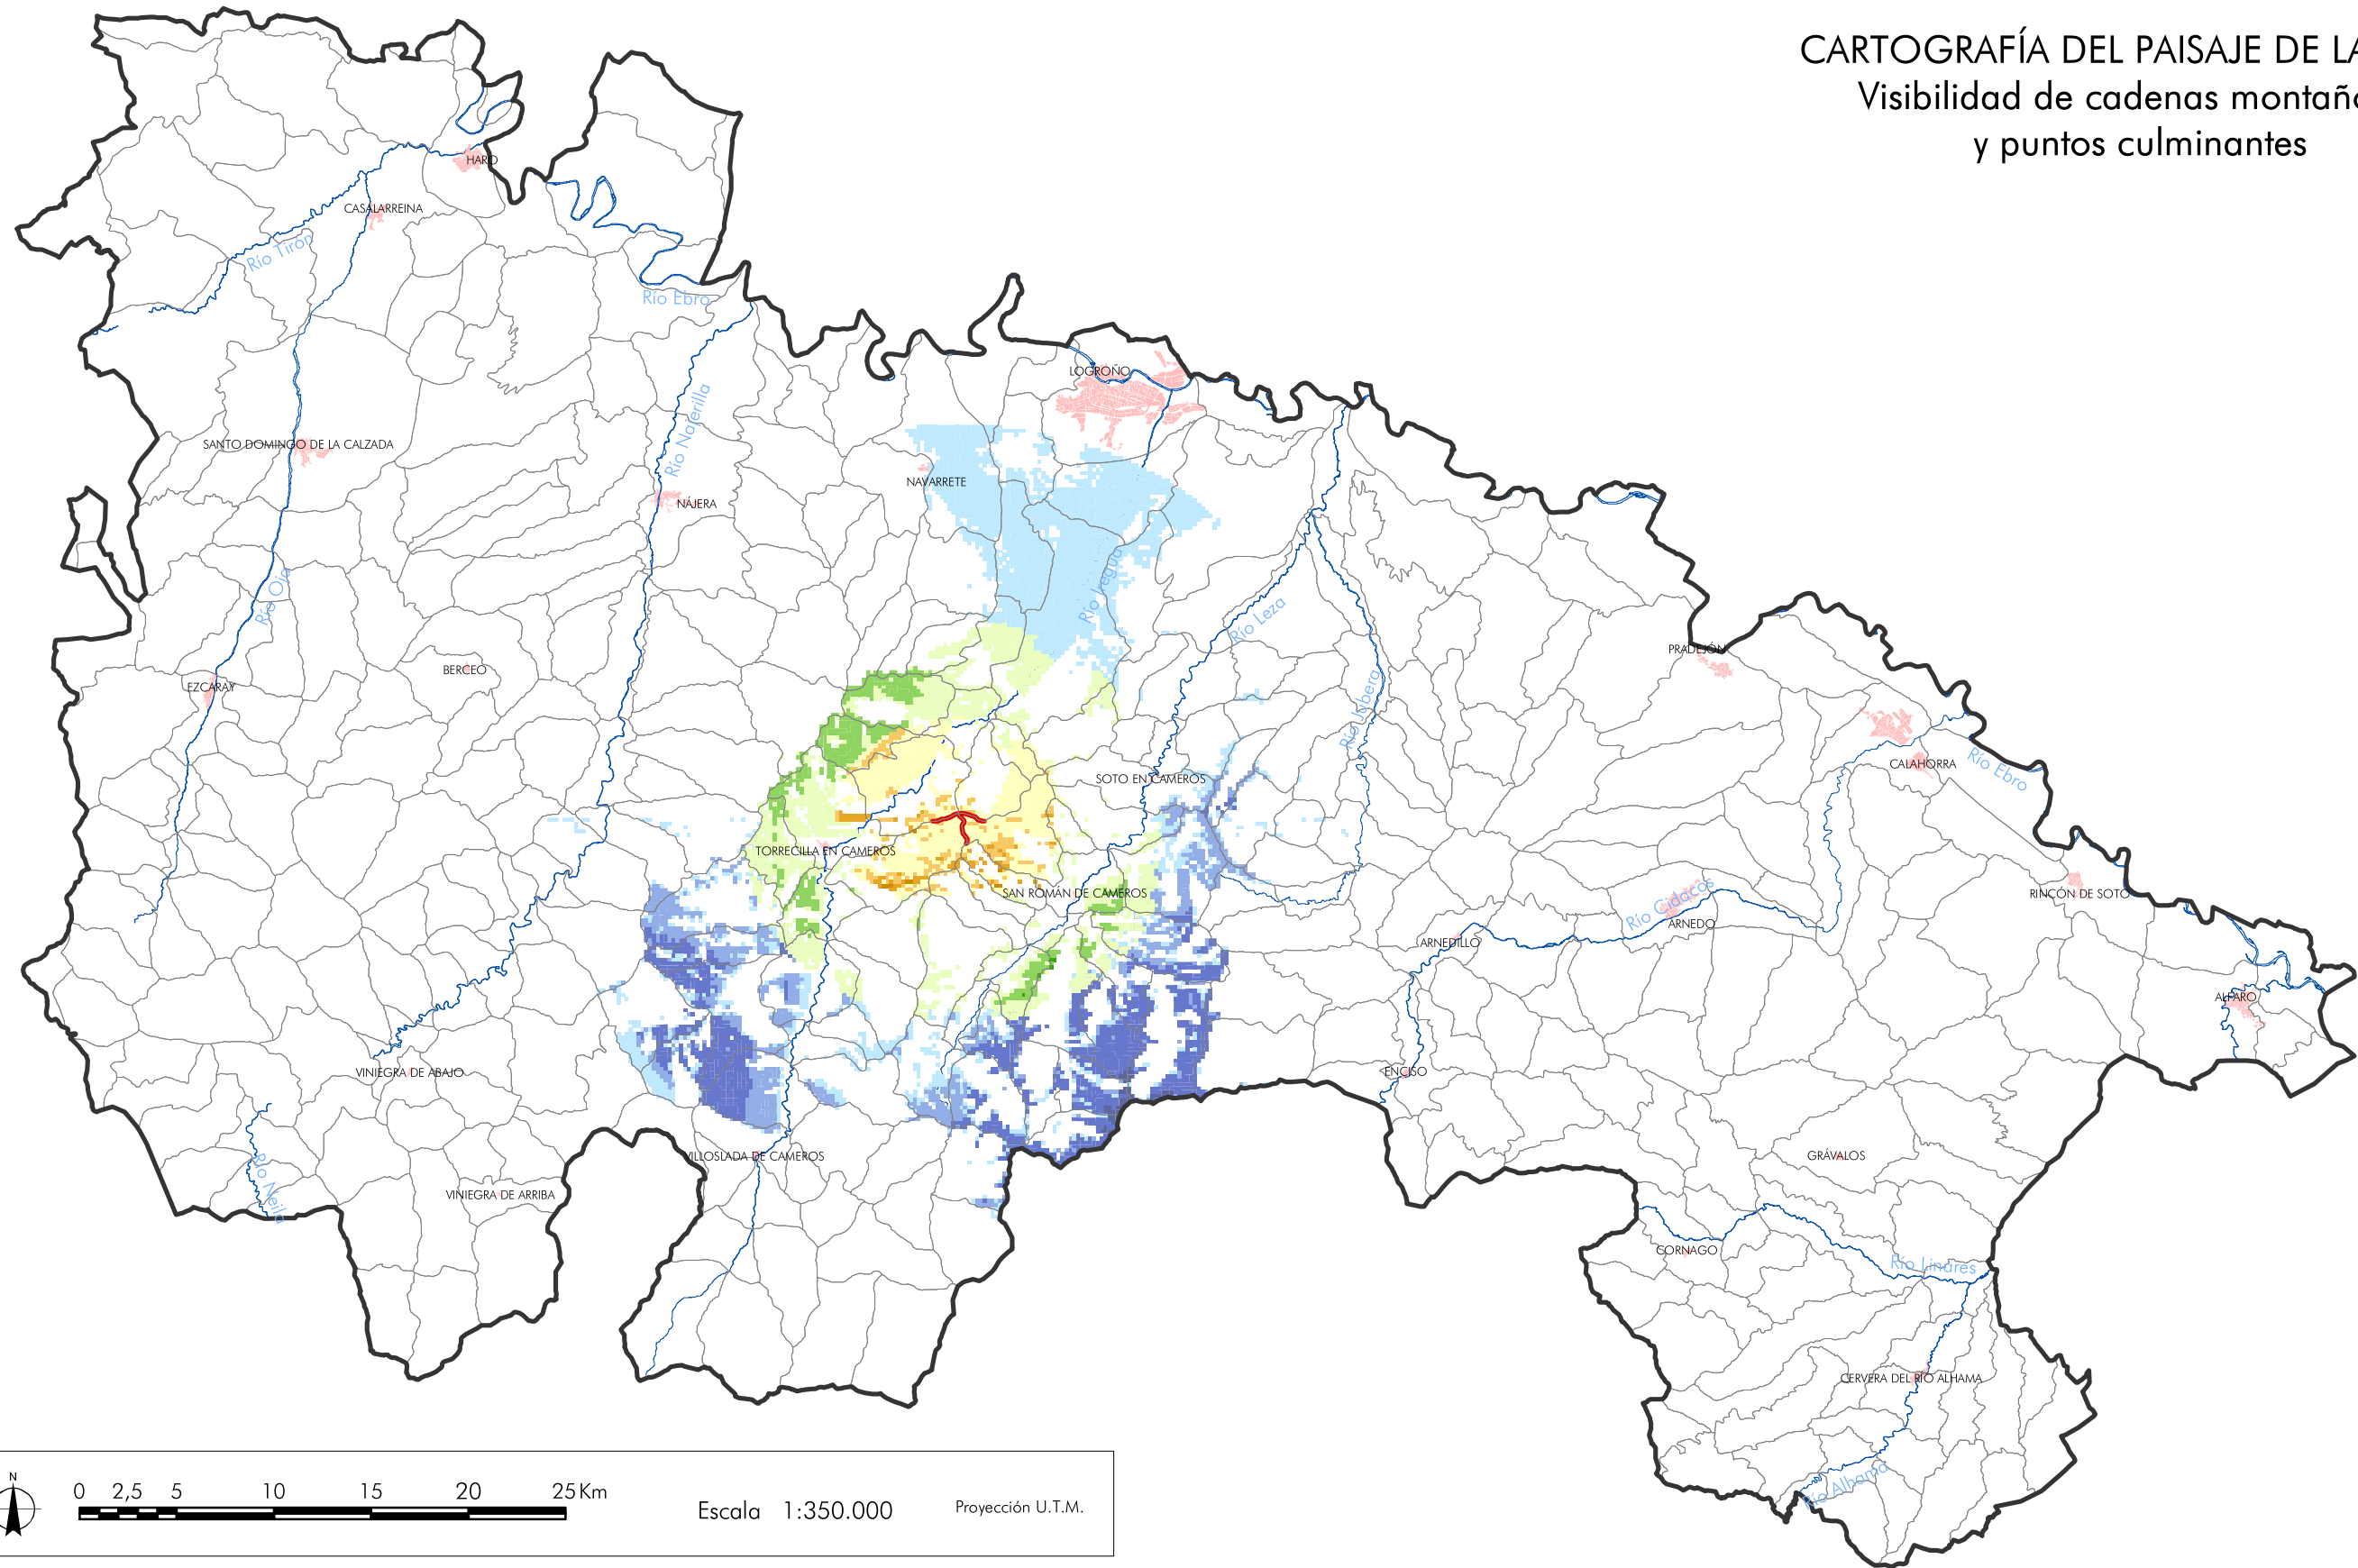 CARTOGRAFÍA DEL PAISAJE DE LA
Visibilidad de cadenas montaño
y puntos culminantes
HARO
CASALARREINA
Río Tirón
Río Ebro
LOGROÑO
Río Najerilla
SANTO DOMINGO DE LA CALZADA
NAVARRETE
NÁJERA
Río Oja
Río Iregua
Río Leza
BERCEO
PRADEJÓN
EZCARAY
Río Jubera
SOTO EN CAMEROS
CALAHORRA
Río Ebro
TORRECILLA EN CAMEROS
SAN ROMÁN DE CAMEROS
RINCÓN DE SOTO
Río Cidacos
ARNEDO
ARNEDILLO
ALFARO
VINIEGRA DE ABAJO
ENCISO
VILLOSLADA DE CAMEROS
GRÁVALOS
Río Neila
VINIEGRA DE ARRIBA
CORNAGO
Río Linares
CERVERA DEL RÍO ALHAMA
Río Alhama
N
0 2,5 5 10 15 20 25 Km
Escala 1:350.000
Proyección U.T.M.